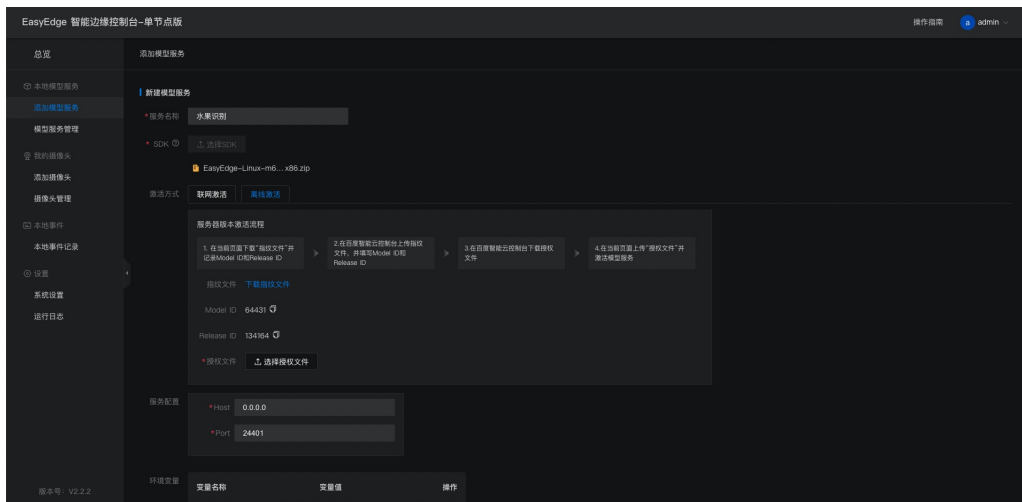 EasyEdge 智能边缘控制台-单节点版
操作指南
a admin
总览
添加模型服务
本地模型服务
添加模型服务
模型服务管理
我的摄像头
添加摄像头
摄像头管理
本地事件
本地事件记录
设置
系统设置
运行日志
版本号：V2.2.2
新建模型服务
*服务名称 水果识别
* SDK 选择SDK
EasyEdge-Linux-m6... x86.zip
激活方式 联网激活 离线激活
服务器版本激活流程
1. 在当前页面下载"指纹文件"并
记录Model ID和Release ID
2.在百度智能云控制台上传指纹
文件，并填写Model ID和
Release ID
3.在百度智能云控制台下载授权
文件
4.在当前页面上传"授权文件"并
激活模型服务
指纹文件 下载指纹文件
Model ID 64431
Release ID 134164
*授权文件 选择授权文件
服务配置
*Host 0.0.0.0
*Port 24401
环境变量
变量名称 变量值 操作